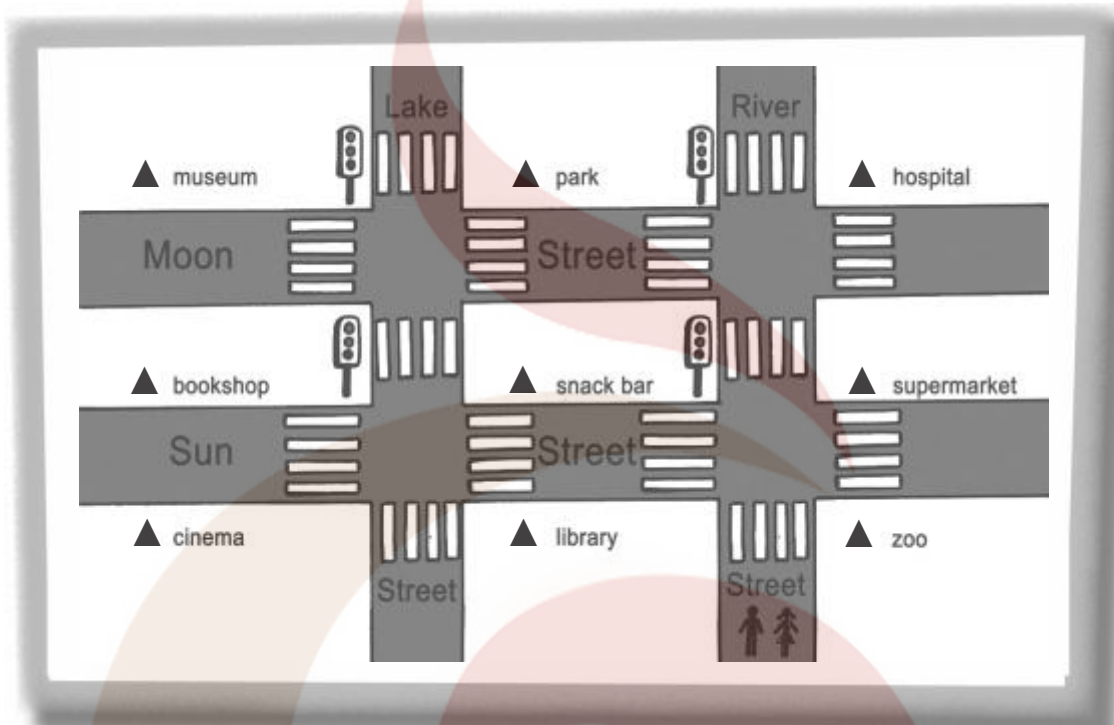 Lake River
museum park hospital
Moon Street
bookshop snack bar supermarket
Sun Street
cinema library zoo
Street Street